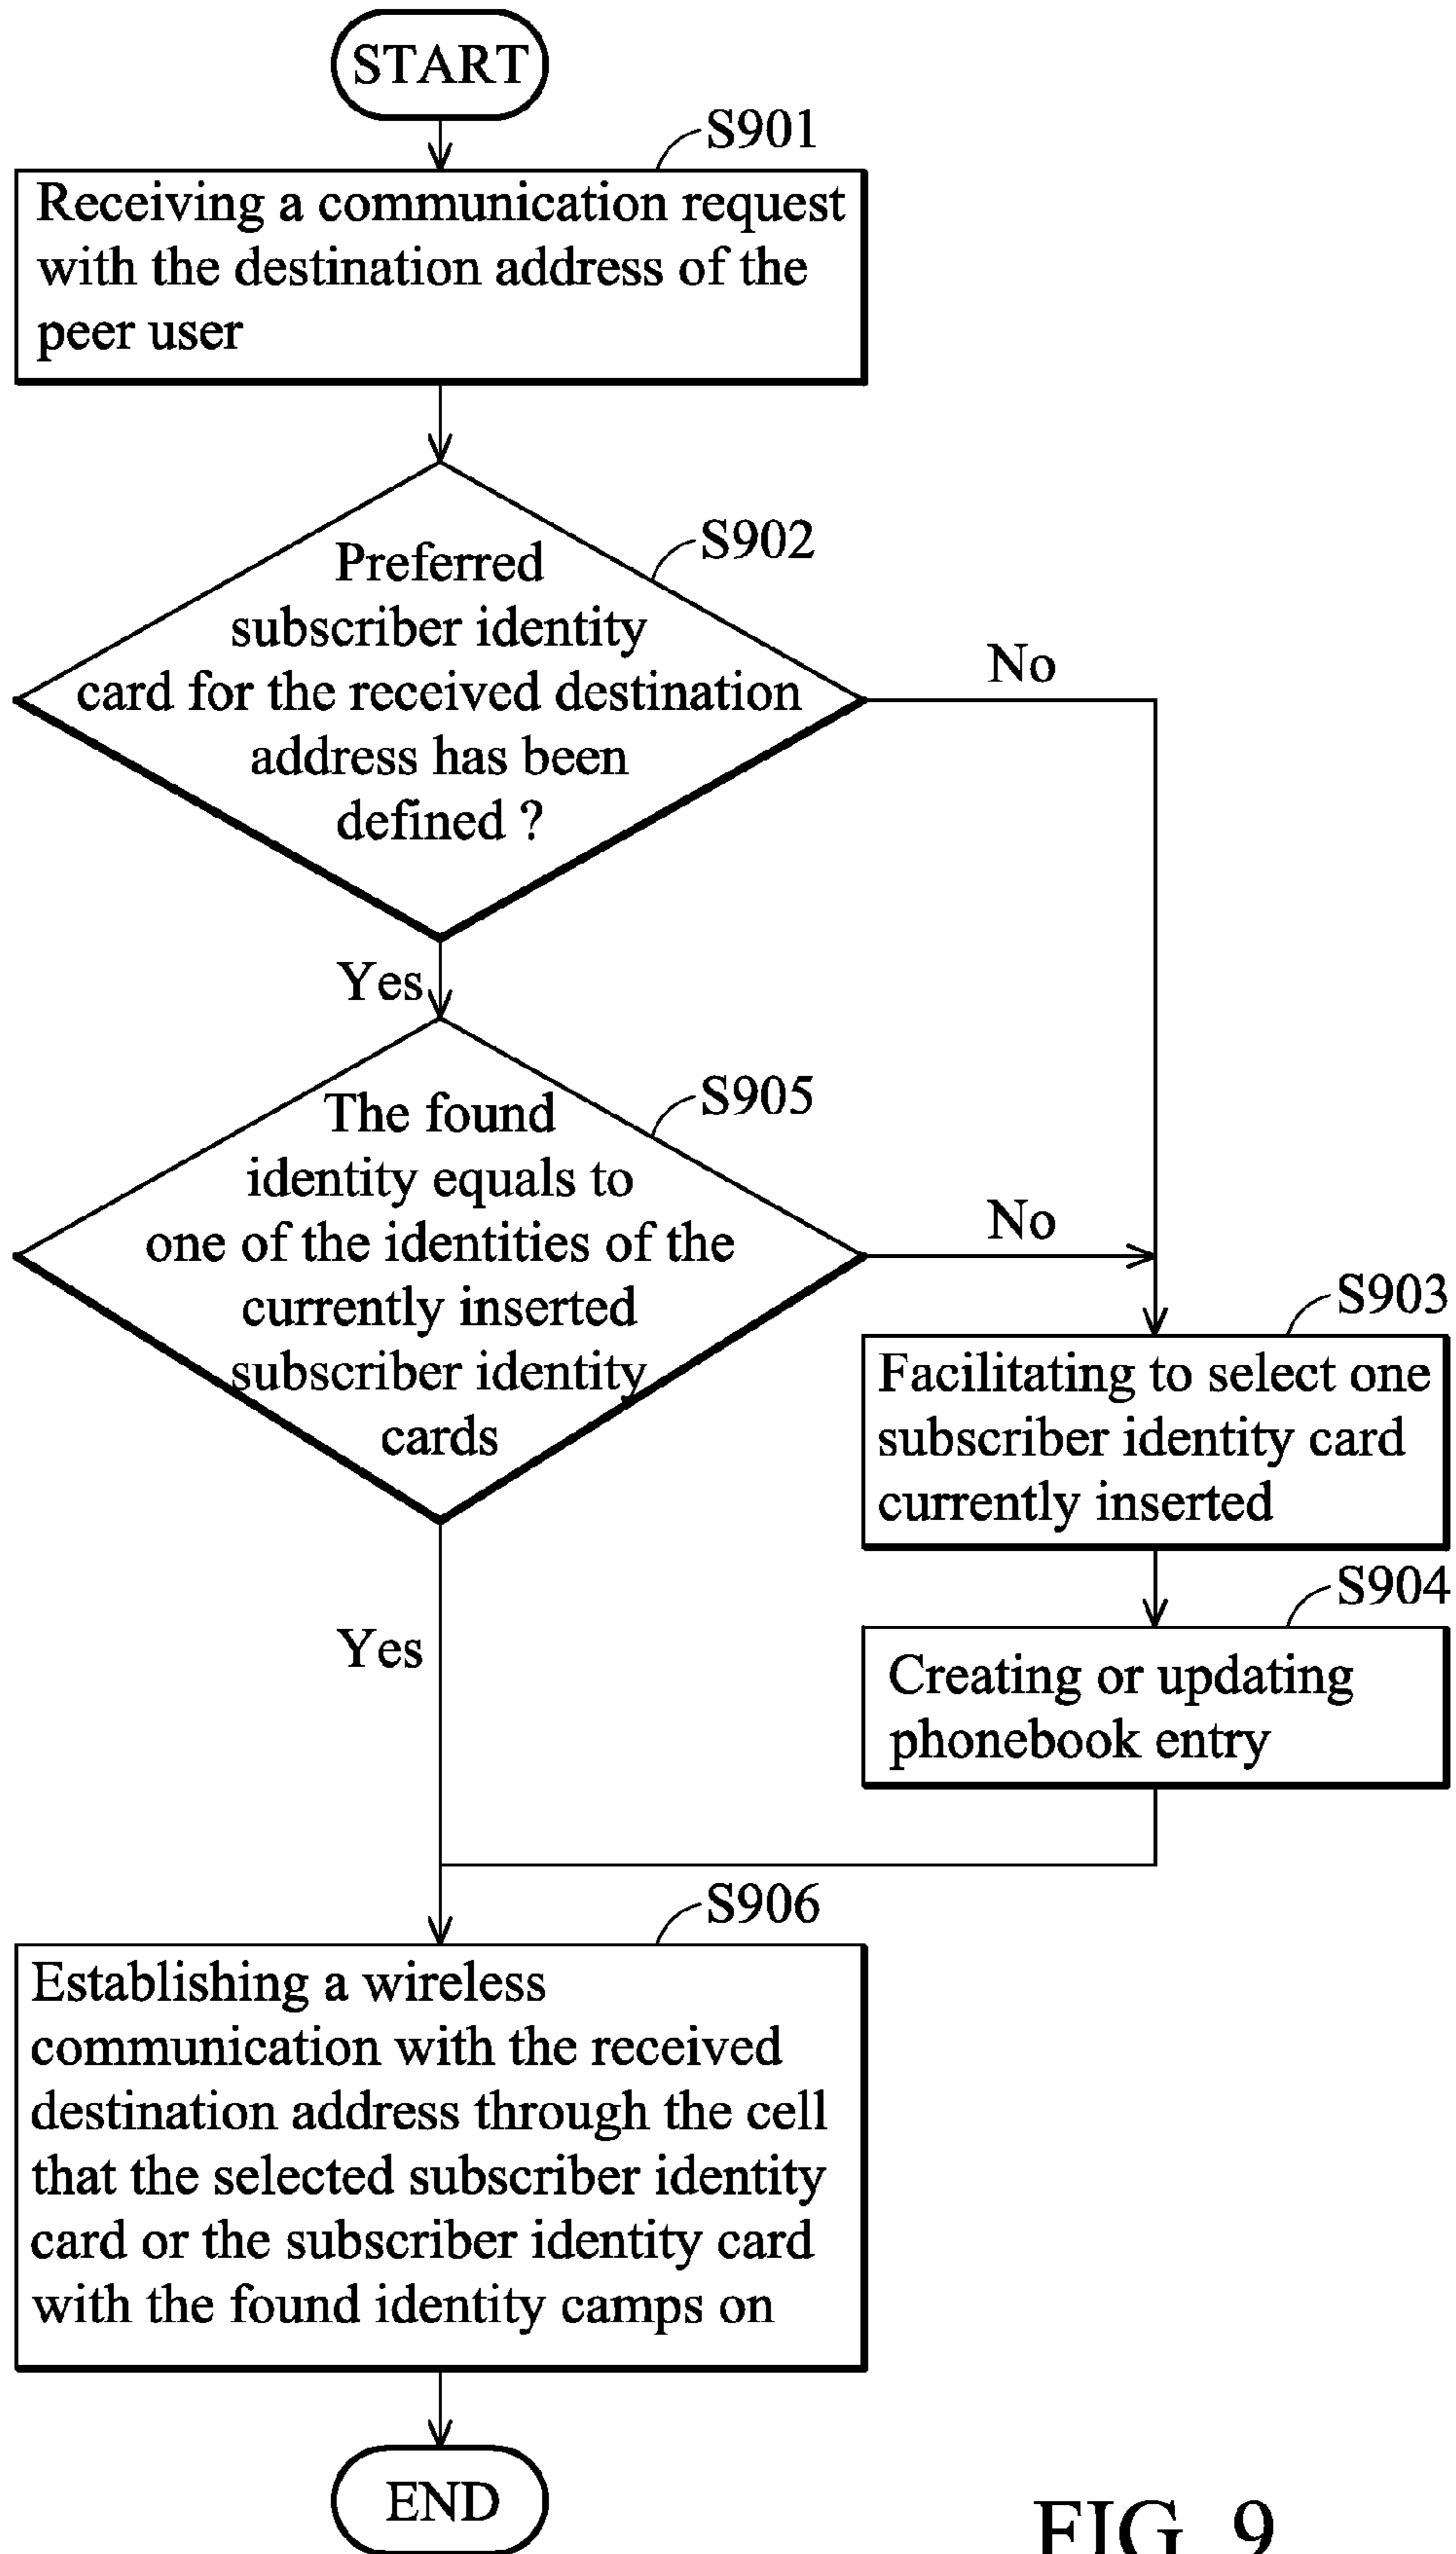 START
S901
Receiving a communication request
with the destination address of the
peer user
S902
Preferred
subscriber identity
card for the received destination
address has been
defined ?
No
Yes
S905
The found
identity equals to
one of the identities of the
currently inserted
subscriber identity
cards
No
S903
Facilitating to select one
subscriber identity card
currently inserted
S904
Creating or updating
phonebook entry
Yes
S906
Establishing a wireless
communication with the received
destination address through the cell
that the selected subscriber identity
card or the subscriber identity card
with the found identity camps on
END
FIG. 9